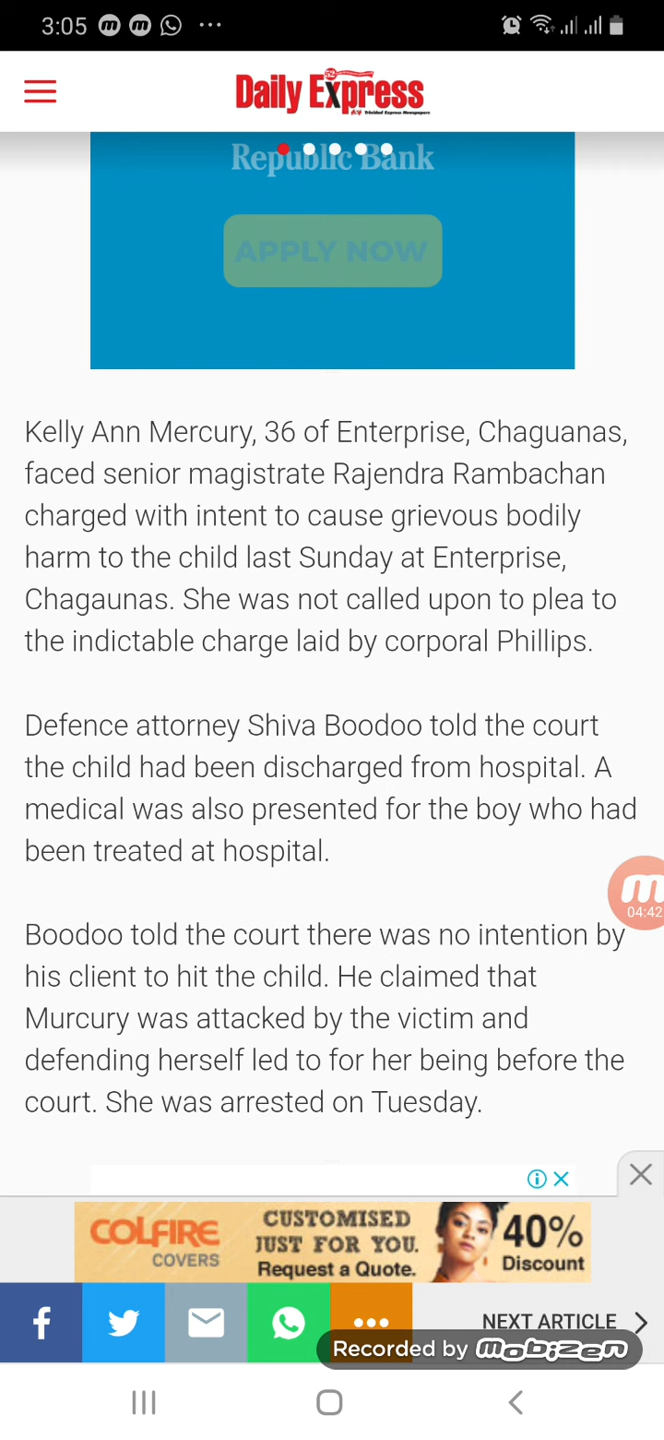 3:05
Daily Express
Trinidad Express Newspapers
Republic Bank
APPLY NOW
Kelly Ann Mercury, 36 of Enterprise, Chaguanas,
faced senior magistrate Rajendra Rambachan
charged with intent to cause grievous bodily
harm to the child last Sunday at Enterprise,
Chagaunas. She was not called upon to plea to
the indictable charge laid by corporal Phillips.
Defence attorney Shiva Boodoo told the court
the child had been discharged from hospital. A
medical was also presented for the boy who had
been treated at hospital.
04:42
Boodoo told the court there was no intention by
his client to hit the child. He claimed that
Murcury was attacked by the victim and
defending herself led to for her being before the
court. She was arrested on Tuesday.
COLFIRE
COVERS
CUSTOMISED
JUST FOR YOU.
Request a Quote.
40%
Discount
NEXT ARTICLE
Recorded by mobizen